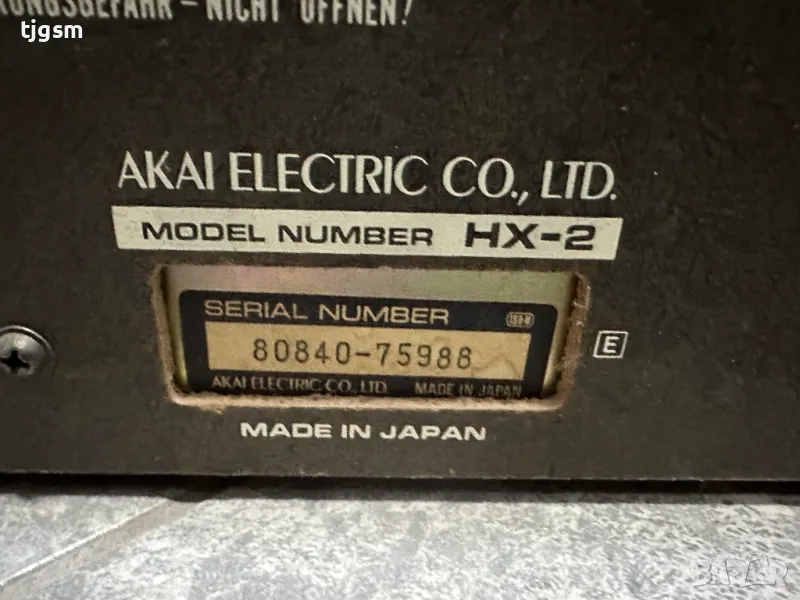 – NICHT ÖFFNEN!
tjgsm
AKAI ELECTRIC CO., LTD.
MODEL NUMBER HX-2
SERIAL NUMBER
80840-75988
E
AKAI ELECTRIC CO., LTD. MADE IN JAPAN
MADE IN JAPAN
BAZAR